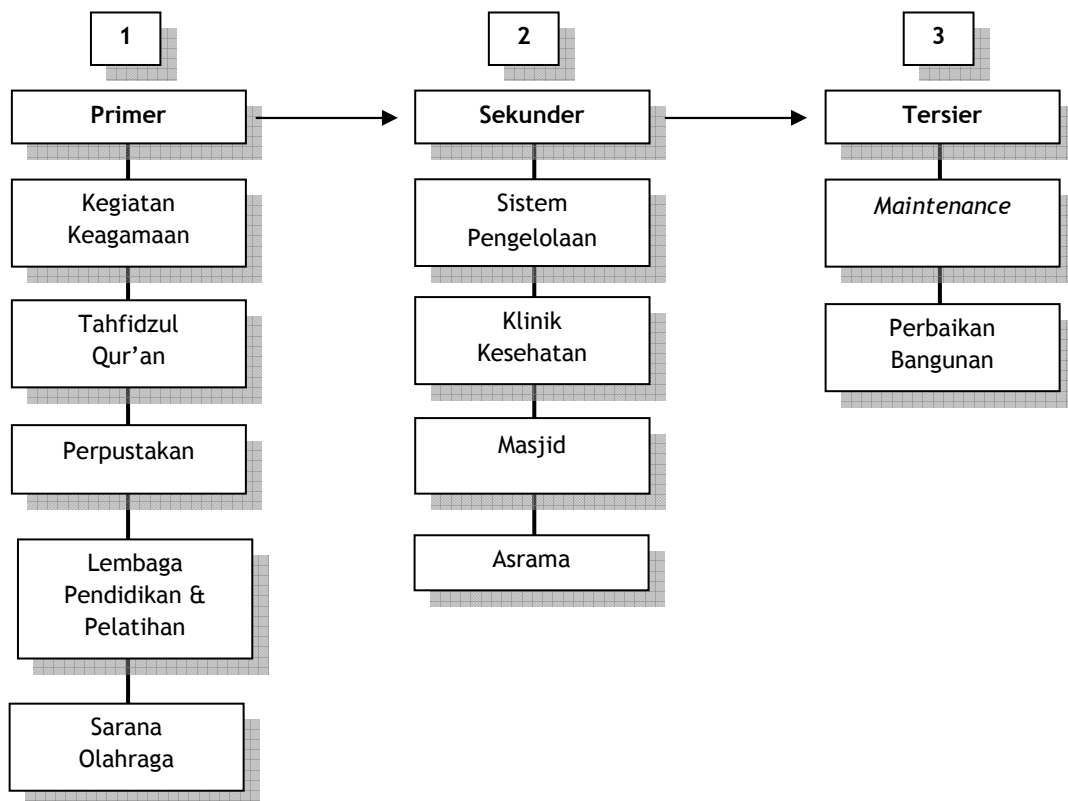 1
Primer
Kegiatan
Keagamaan
Tahfidzul
Qur’an
Perpustakan
Lembaga
Pendidikan &
Pelatihan
Sarana
Olahraga
2
Sekunder
Sistem
Pengelolaan
Klinik
Kesehatan
Masjid
Asrama
3
Tersier
Maintenance
Perbaikan
Bangunan